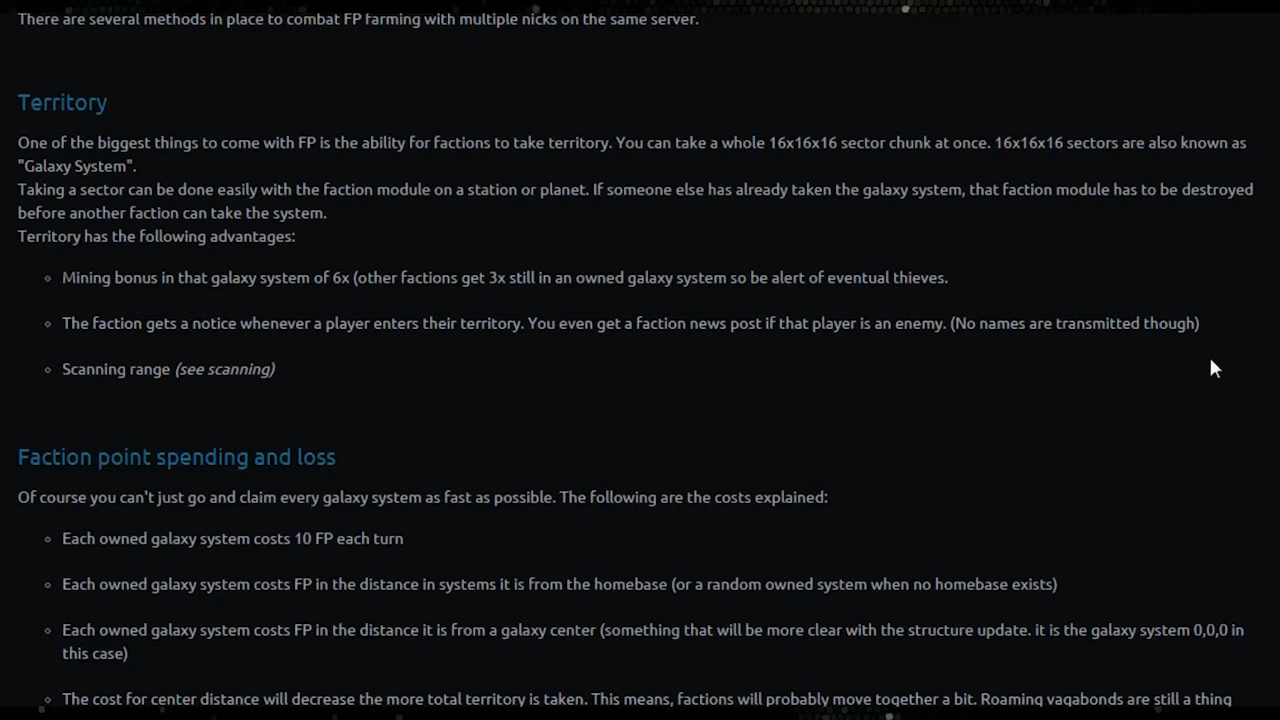 There are several methods in place to combat FP farming with multiple nicks on the same server.
Territory
One of the biggest things to come with FP is the ability for factions to take territory. You can take a whole 16x16x16 sector chunk at once. 16x16x16 sectors are also known as
"Galaxy System".
Taking a sector can be done easily with the faction module on a station or planet. If someone else has already taken the galaxy system, that faction module has to be destroyed
before another faction can take the system.
Territory has the following advantages:
Mining bonus in that galaxy system of 6x (other factions get 3x still in an owned galaxy system so be alert of eventual thieves.
The faction gets a notice whenever a player enters their territory. You even get a faction news post if that player is an enemy. (No names are transmitted though)
Scanning range (see scanning)
Faction point spending and loss
Of course you can't just go and claim every galaxy system as fast as possible. The following are the costs explained:
Each owned galaxy system costs 10 FP each turn
Each owned galaxy system costs FP in the distance in systems it is from the homebase (or a random owned system when no homebase exists)
Each owned galaxy system costs FP in the distance it is from a galaxy center (something that will be more clear with the structure update. it is the galaxy system 0,0,0 in
this case)
The cost for center distance will decrease the more total territory is taken. This means, factions will probably move together a bit. Roaming vagabonds are still a thing